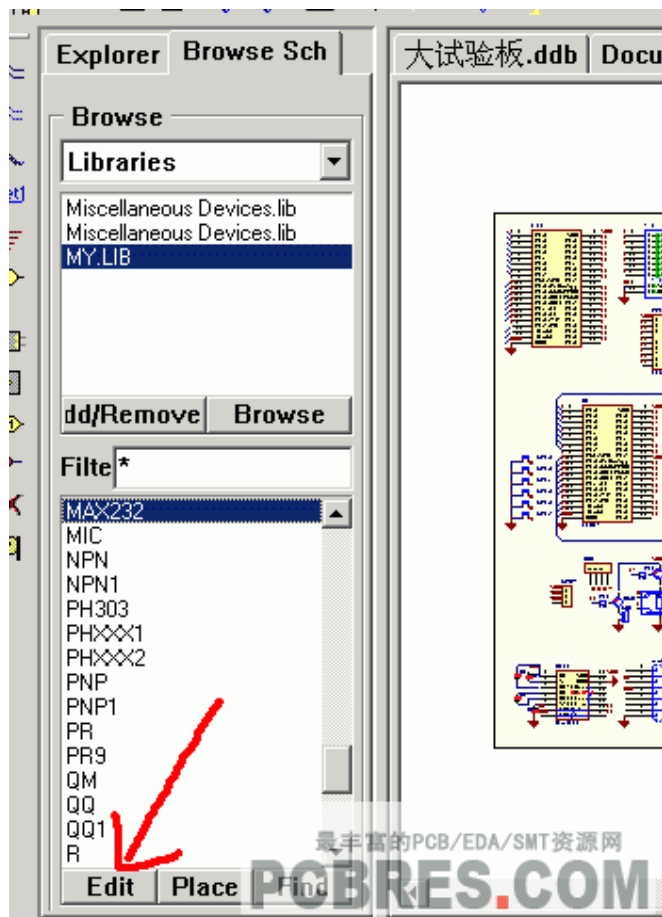 Explorer
Browse Sch
大试验板.ddb
Docu
Browse
Libraries
Miscellaneous Devices.lib
Miscellaneous Devices.lib
MY.LIB
dd/Remove
Browse
Filte *
MAX232
MIC
NPN
NPN1
PH303
PHXXX1
PHXXX2
PNP
PNP1
PR
PR9
QM
QQ
QQ1
R
Edit
Place
Find
最丰富的PCB/EDA/SMT资源网
PCBRES.COM